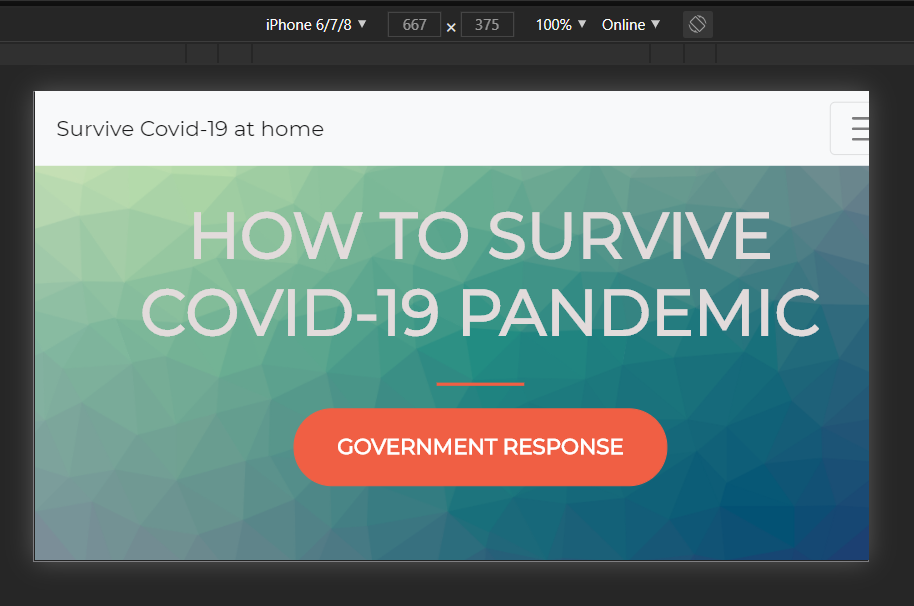 iPhone 6/7/8 ▼ 667 × 375 100% ▼ Online ▼
Survive Covid-19 at home
HOW TO SURVIVE
COVID-19 PANDEMIC
GOVERNMENT RESPONSE